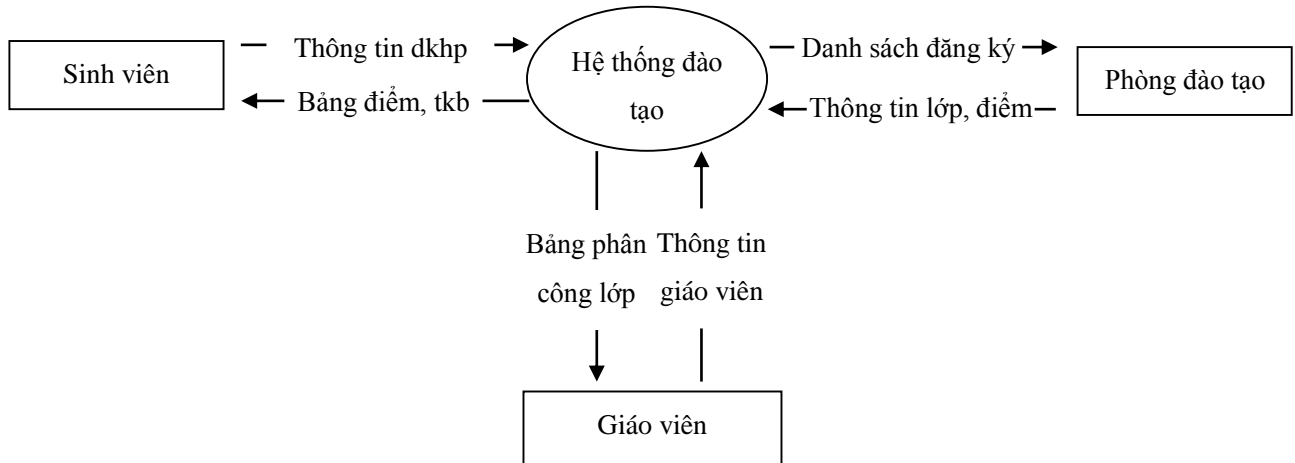 Sinh viên
Thông tin dkhp
Bảng điểm, tkb
Hệ thống đào
tạo
Danh sách đăng ký
Thông tin lớp, điểm
Phòng đào tạo
Bảng phân
công lớp
Thông tin
giáo viên
Giáo viên